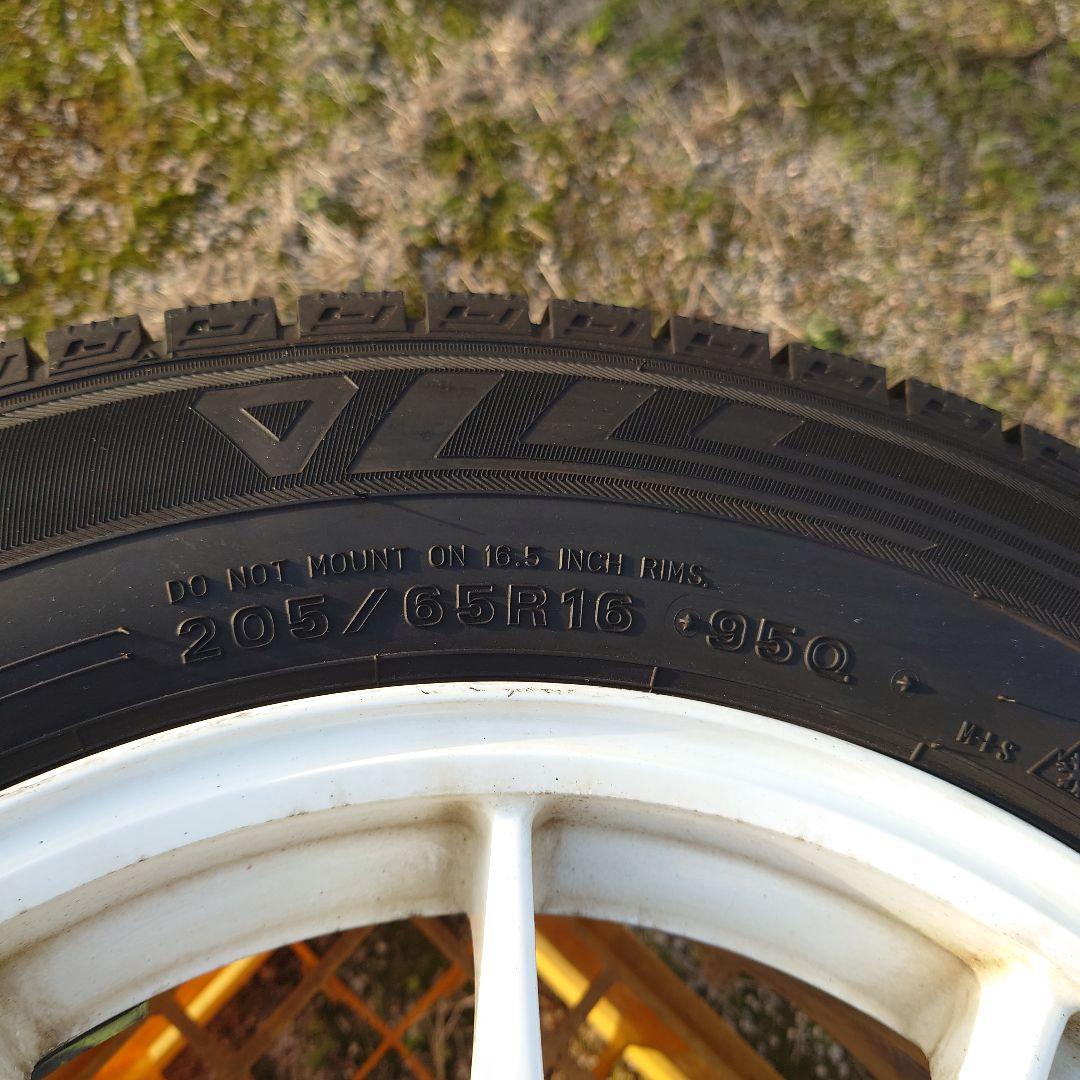 DO NOT MOUNT ON 16.5 INCH RIMS.
205/65R16 95Q
M+S